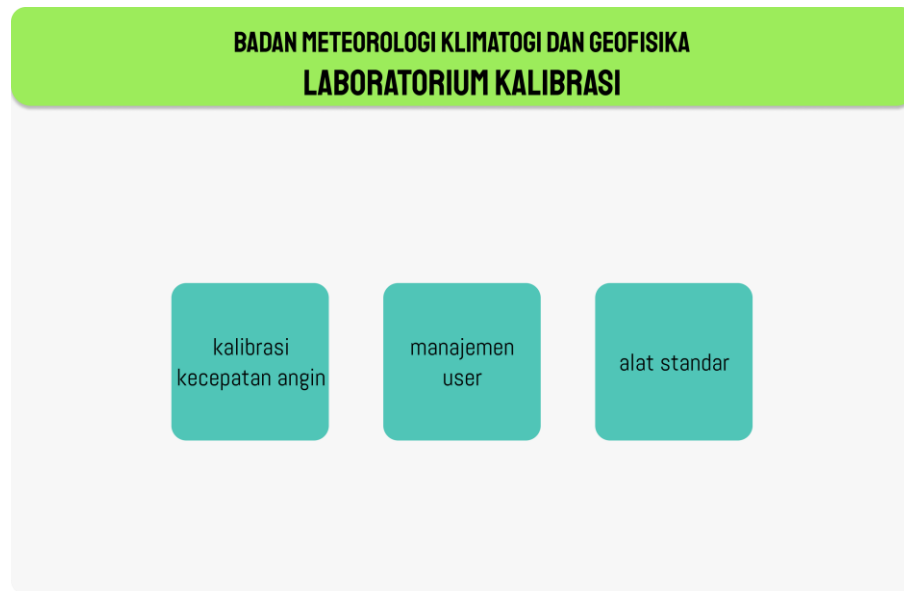 BADAN METEOROLOGI KLIMATOGI DAN GEOFISIKA
LABORATORIUM KALIBRASI
kalibrasi
kecepatan angin
manajemen
user
alat standar